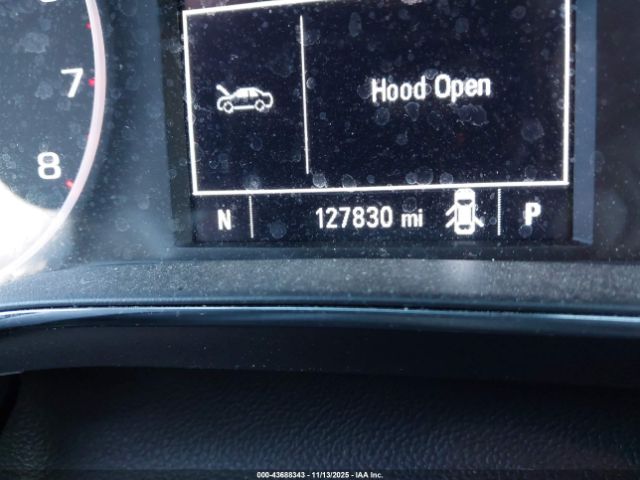 7
Hood Open
8
N 127830 mi P
000-43688343 - 11/13/2025 - IAA Inc.